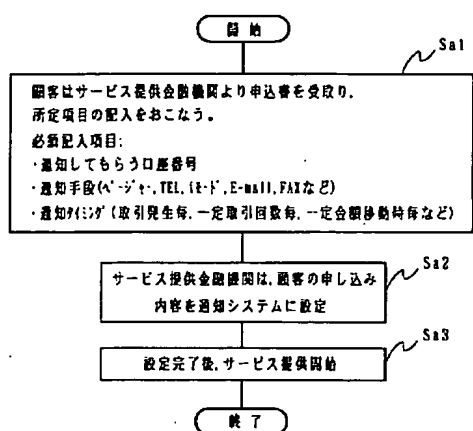 開 始
Sa1
顧客はサービス提供金融機関より申込書を受取り,
所定項目の記入をおこなう。
必須記入項目:
・通知してもらう口座番号
・通知手段(ページャー,TEL,iモード,E-mail,FAXなど)
・通知タイミング(取引発生毎,一定取引回数毎,一定金額移動時毎など)
Sa2
サービス提供金融機関は,顧客の申し込み
内容を通知システムに設定
Sa3
設定完了後,サービス提供開始
終 了